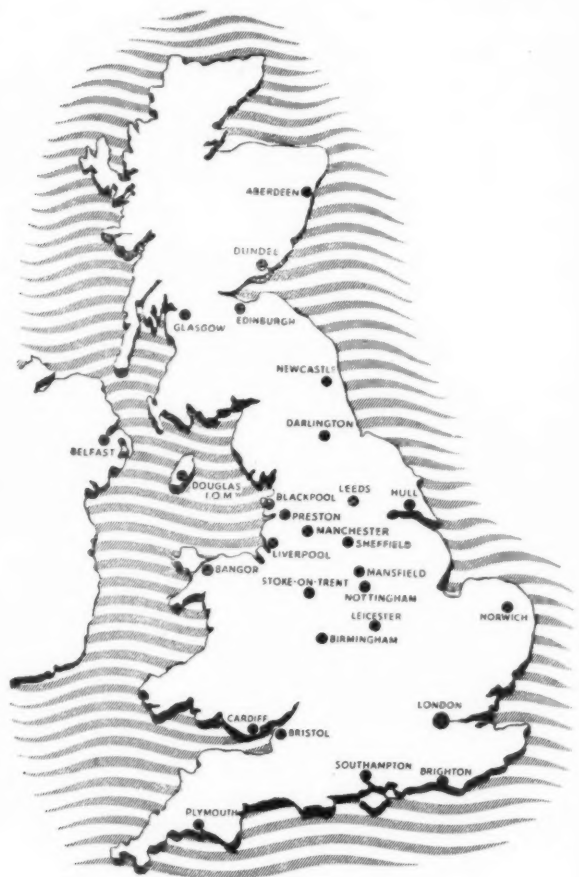 ABERDEEN
DUNDEE
GLASGOW
EDINBURGH
NEWCASTLE
DARLINGTON
BELFAST
DOUGLAS
I.O.M
BLACKPOOL
LEEDS
HULL
PRESTON
MANCHESTER
LIVERPOOL
SHEFFIELD
BANGOR
MANSFIELD
STOKE-ON-TRENT
NOTTINGHAM
NORWICH
LEICESTER
BIRMINGHAM
LONDON
CARDIFF
BRISTOL
SOUTHAMPTON
BRIGHTON
PLYMOUTH